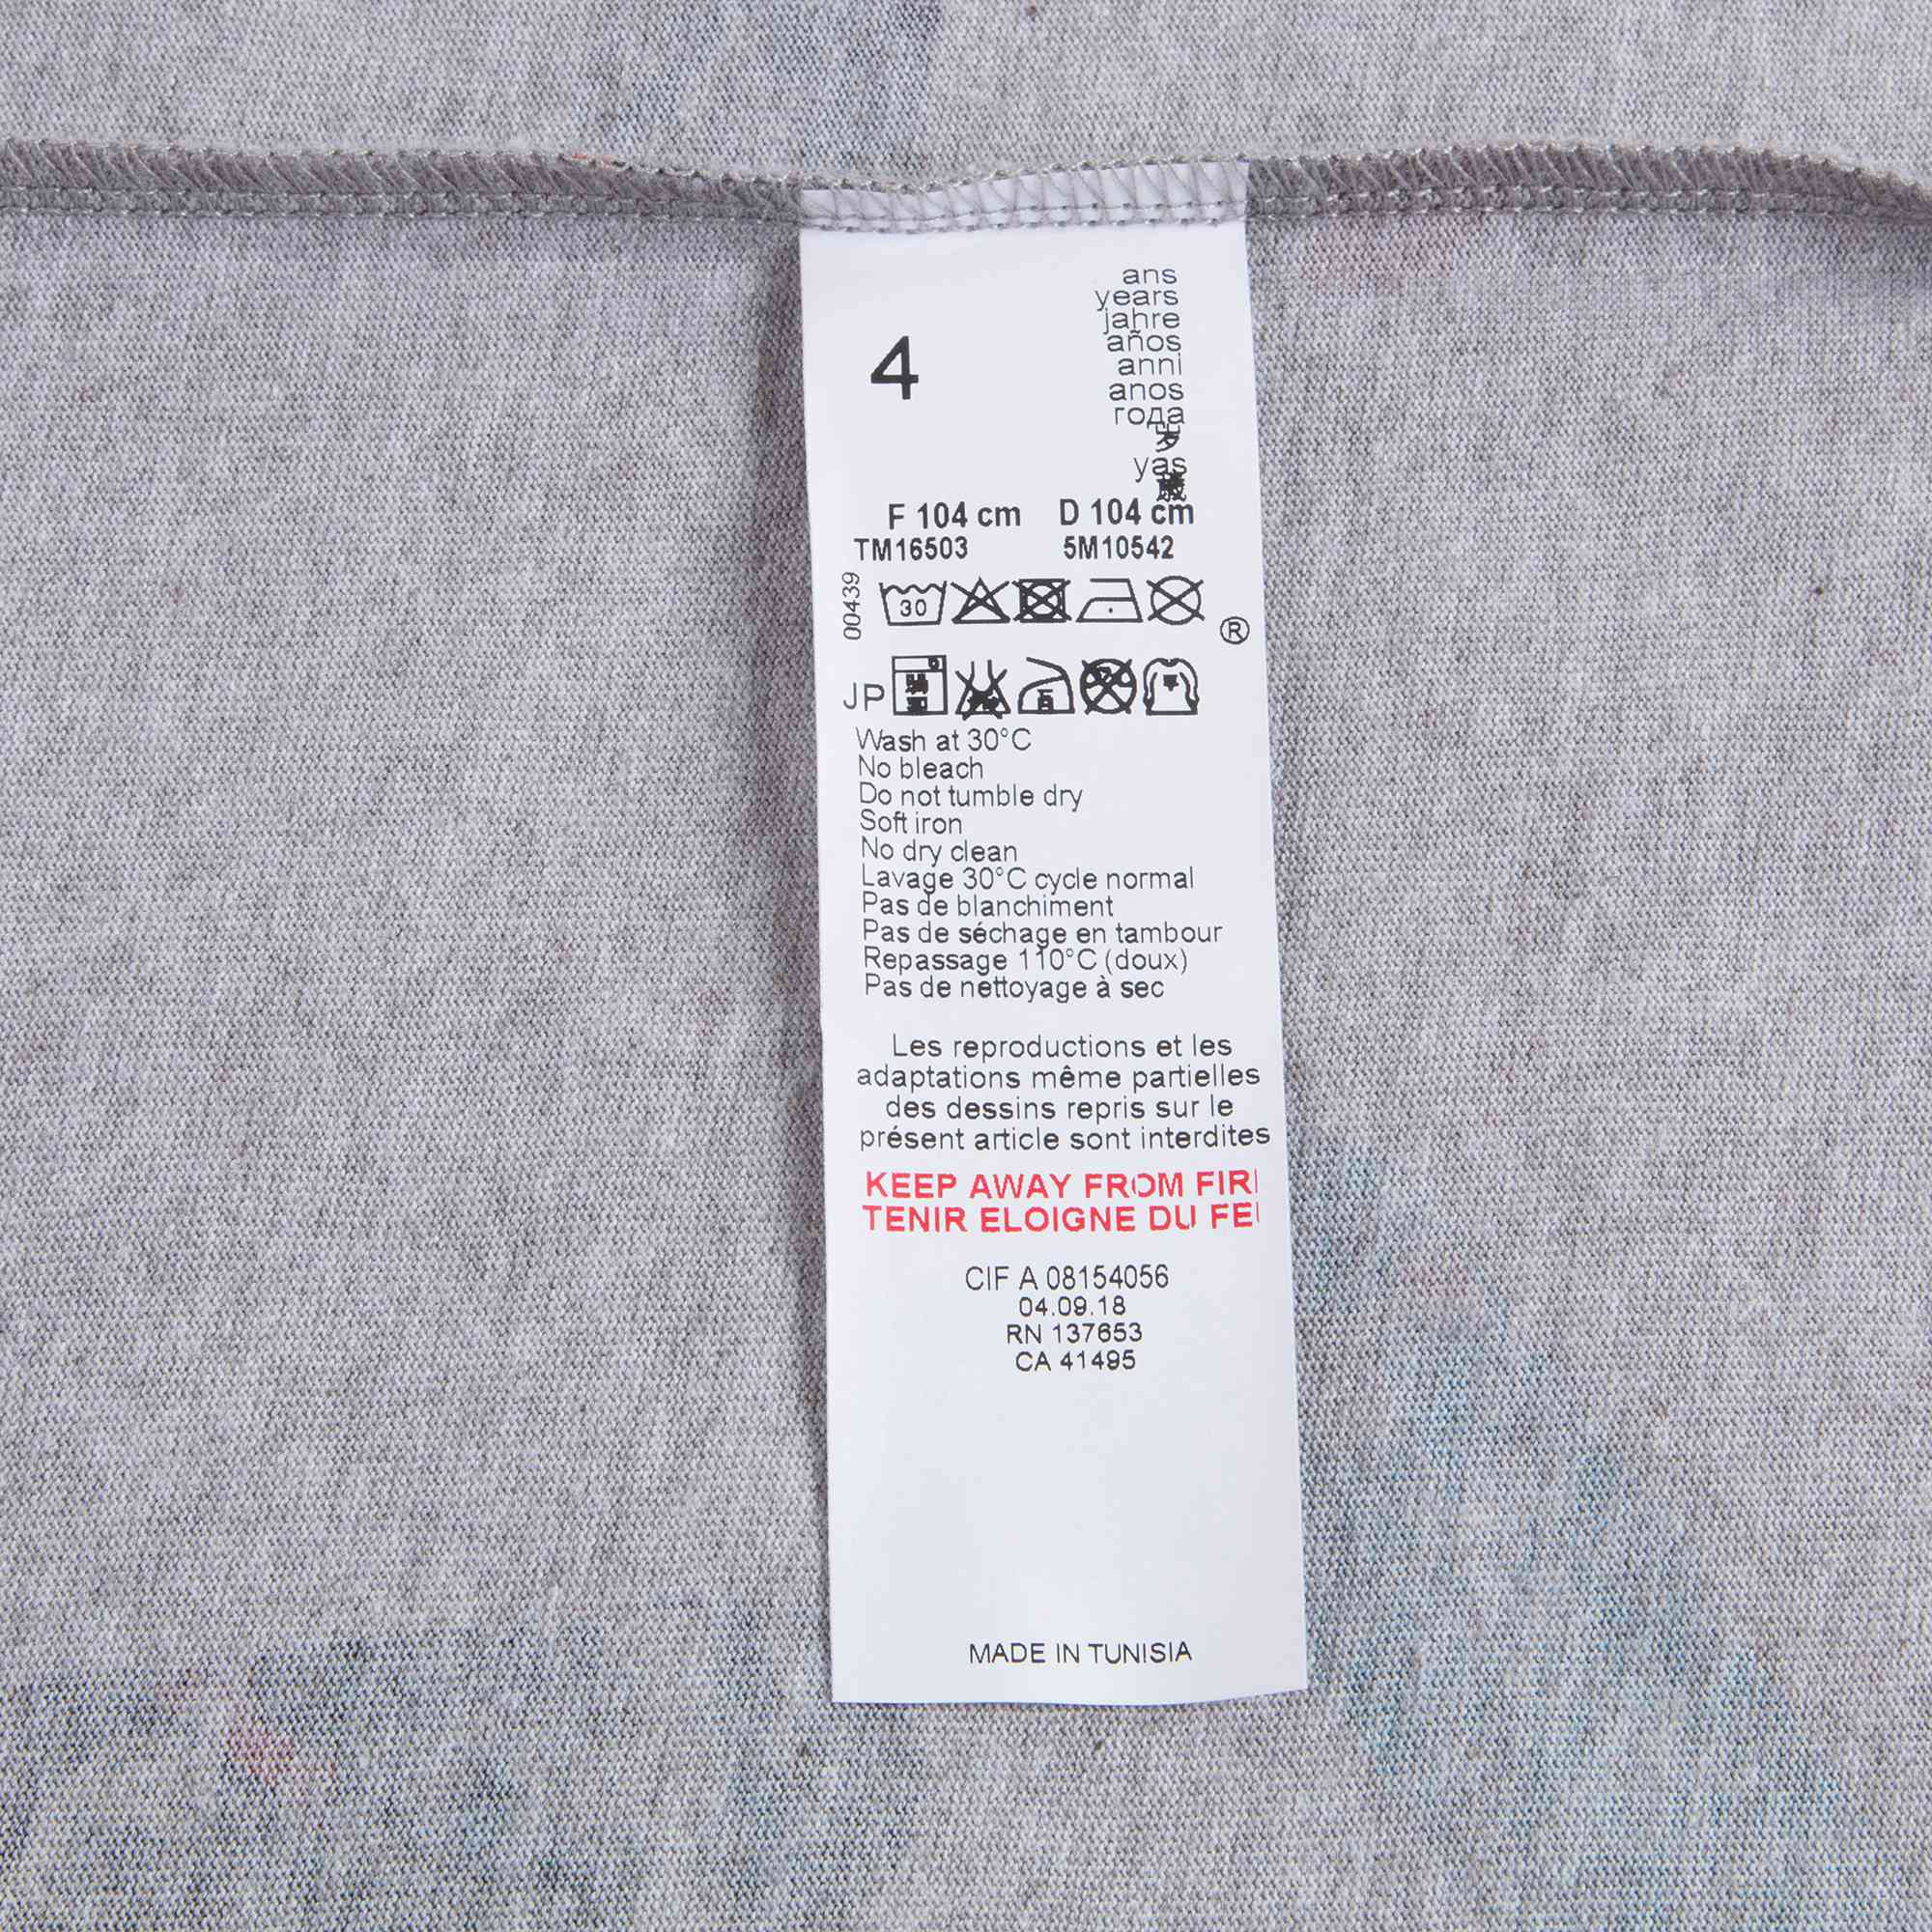 4
ans
years
jahre
años
anni
anos
года
岁
yas
歳
F 104 cm D 104 cm
TM16503 5M10542
00439
30
®
JP
Wash at 30°C
No bleach
Do not tumble dry
Soft iron
No dry clean
Lavage 30°C cycle normal
Pas de blanchiment
Pas de séchage en tambour
Repassage 110°C (doux)
Pas de nettoyage à sec
Les reproductions et les
adaptations même partielles
des dessins repris sur le
présent article sont interdites
KEEP AWAY FROM FIR
TENIR ELOIGNE DU FE
CIF A 08154056
04.09.18
RN 137653
CA 41495
MADE IN TUNISIA